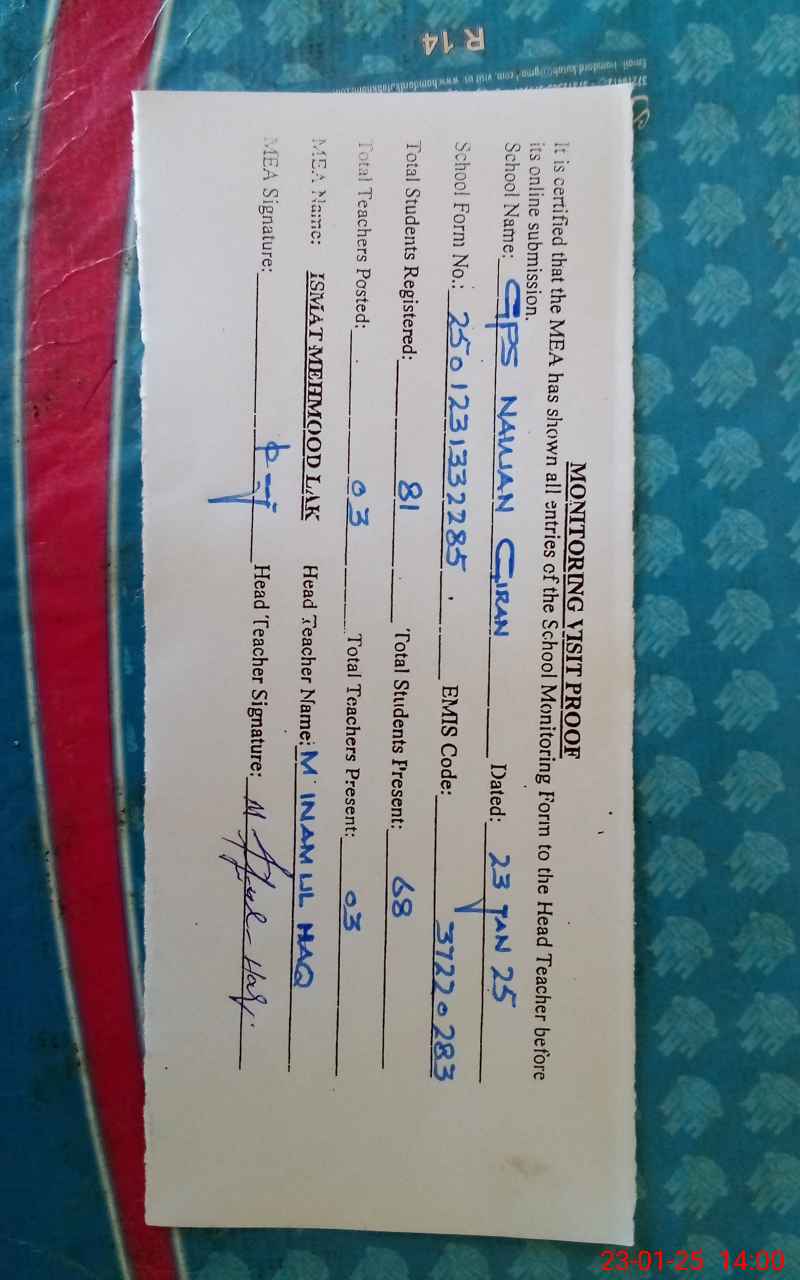 MONITORING VISIT PROOF
It is certified that the MEA has shown all entries of the School Monitoring Form to the Head Teacher before
its online submission.
School Name: GPS NAWAN GIRAN Dated: 23 JAN 25
School Form No.: 2501231332285 EMIS Code: 37220283
Total Students Registered: 81 Total Students Present: 68
Total Teachers Posted: 03 Total Teachers Present: 03
MEA Name: ISMAT MEHMOOD LAK Head Teacher Name: M INAM UL HAQ
MEA Signature: Head Teacher Signature:
R 14
23-01-25 14:00